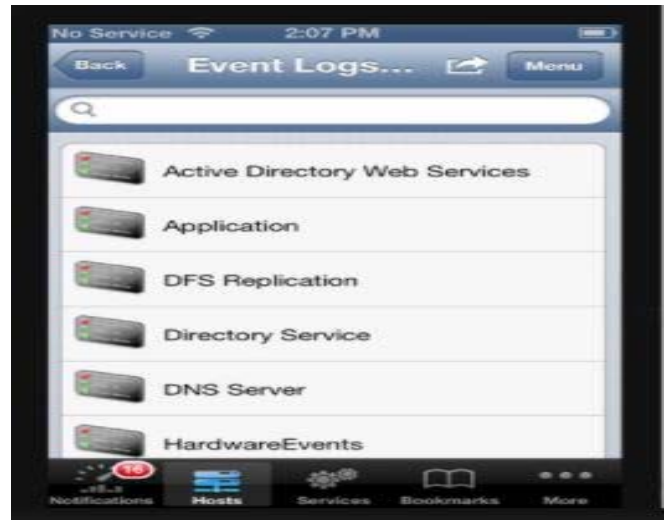 No Service 2:07 PM
Back Event Logs... Menu
Active Directory Web Services
Application
DFS Replication
Directory Service
DNS Server
HardwareEvents
16
Notifications Hosts Services Bookmarks More